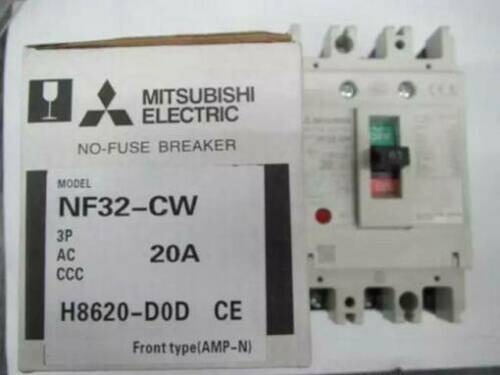 MITSUBISHI
ELECTRIC
NO-FUSE BREAKER
MODEL
NF32-CW
3P
AC 20A
CCC
H8620-D0D CE
Front type(AMP-N)